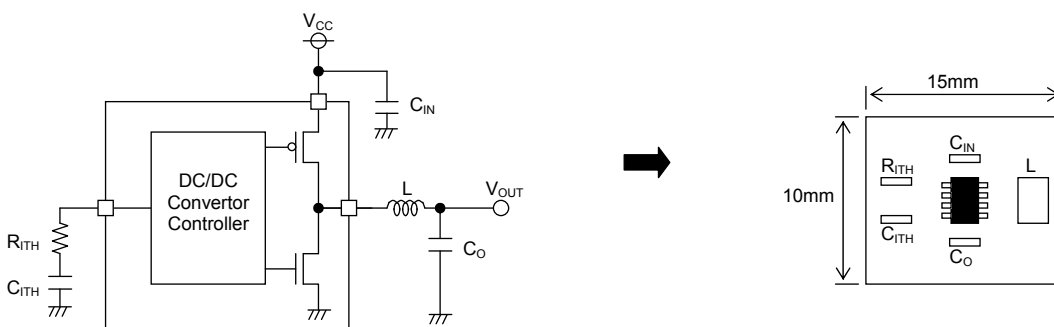 VCC
CIN
DC/DC
Convertor
Controller
L
VOUT
RITH
CITH
CO
15mm
10mm
CIN
RITH
L
CITH
CO